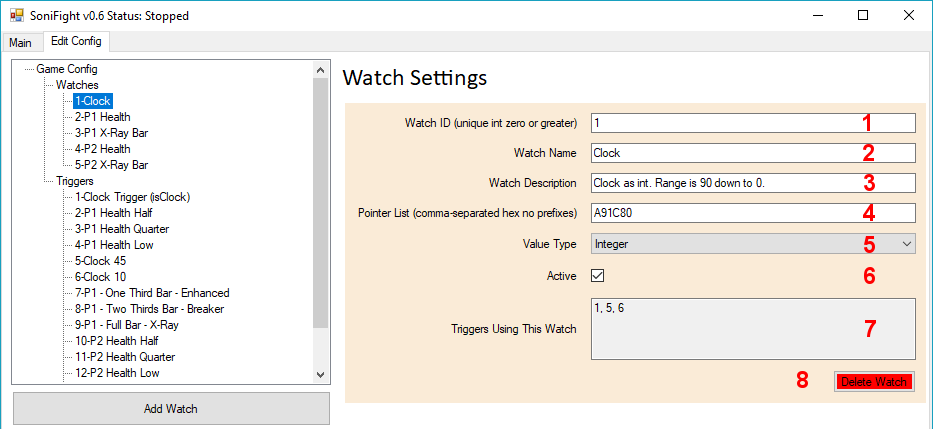 SoniFight v0.6 Status: Stopped
Main
Edit Config
Game Config
Watches
1-Clock
2-P1 Health
3-P1 X-Ray Bar
4-P2 Health
5-P2 X-Ray Bar
Triggers
1-Clock Trigger (isClock)
2-P1 Health Half
3-P1 Health Quarter
4-P1 Health Low
5-Clock 45
6-Clock 10
7-P1 - One Third Bar - Enhanced
8-P1 - Two Thirds Bar - Breaker
9-P1 - Full Bar - X-Ray
10-P2 Health Half
11-P2 Health Quarter
12-P2 Health Low
Add Watch
Watch Settings
Watch ID (unique int zero or greater) 1 1
Watch Name Clock 2
Watch Description Clock as int. Range is 90 down to 0. 3
Pointer List (comma-separated hex no prefixes) A91C80 4
Value Type Integer 5
Active 6
Triggers Using This Watch 1, 5, 6 7
8 Delete Watch